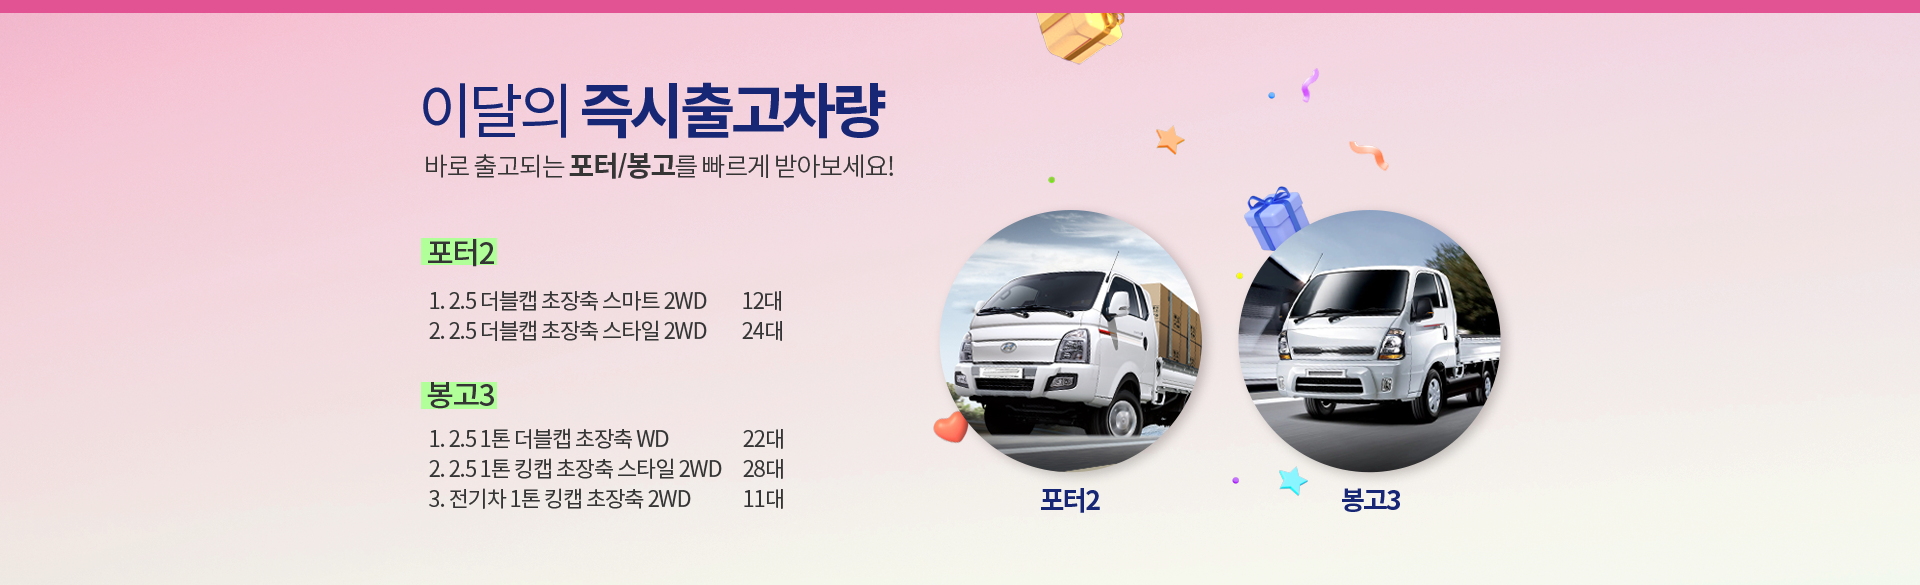 이달의 즉시출고차량
바로 출고되는 포터/봉고를 빠르게 받아보세요!
포터2
1. 2.5 더블캡 초장축 스마트 2WD 12대
2. 2.5 더블캡 초장축 스타일 2WD 24대
봉고3
1. 2.5 1톤 더블캡 초장축 WD 22대
2. 2.5 1톤 킹캡 초장축 스타일 2WD 28대
3. 전기차 1톤 킹캡 초장축 2WD 11대
포터2
봉고3